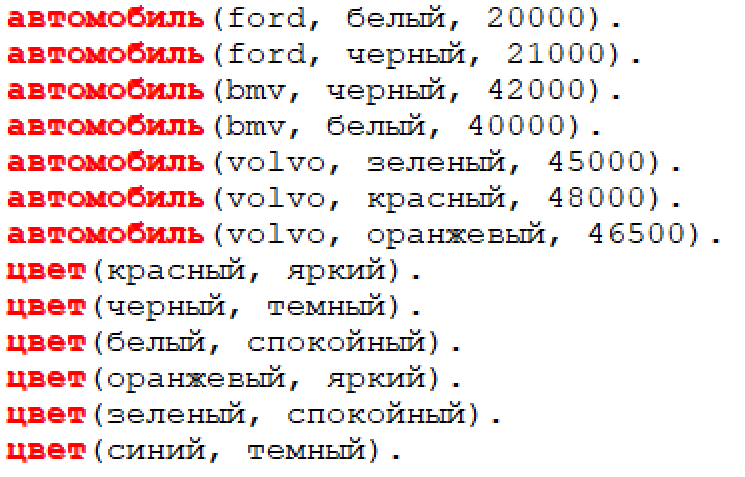 автомобиль(ford, белый, 20000).
автомобиль(ford, черный, 21000).
автомобиль(bmv, черный, 42000).
автомобиль(bmv, белый, 40000).
автомобиль(volvo, зеленый, 45000).
автомобиль(volvo, красный, 48000).
автомобиль(volvo, оранжевый, 46500).
цвет(красный, яркий).
цвет(черный, темный).
цвет(белый, спокойный).
цвет(оранжевый, яркий).
цвет(зеленый, спокойный).
цвет(синий, темный).